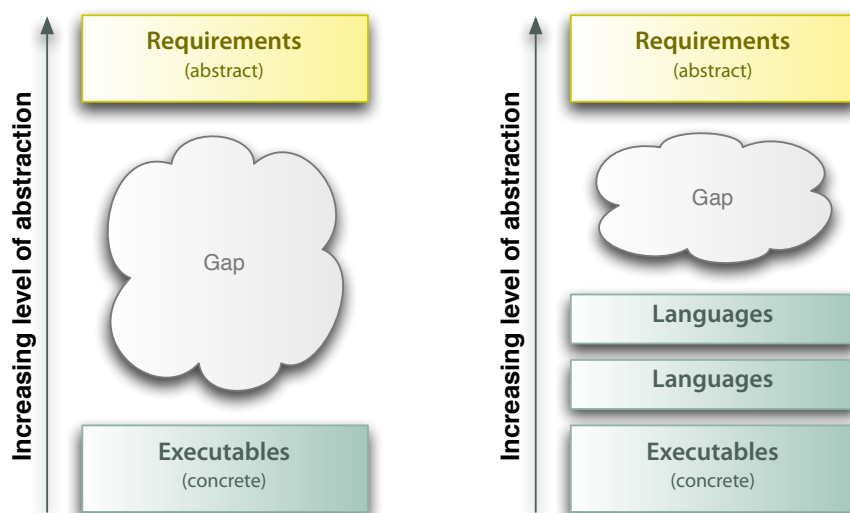 Increasing level of abstraction
Requirements
(abstract)
Gap
Executables
(concrete)
Increasing level of abstraction
Requirements
(abstract)
Gap
Languages
Languages
Executables
(concrete)